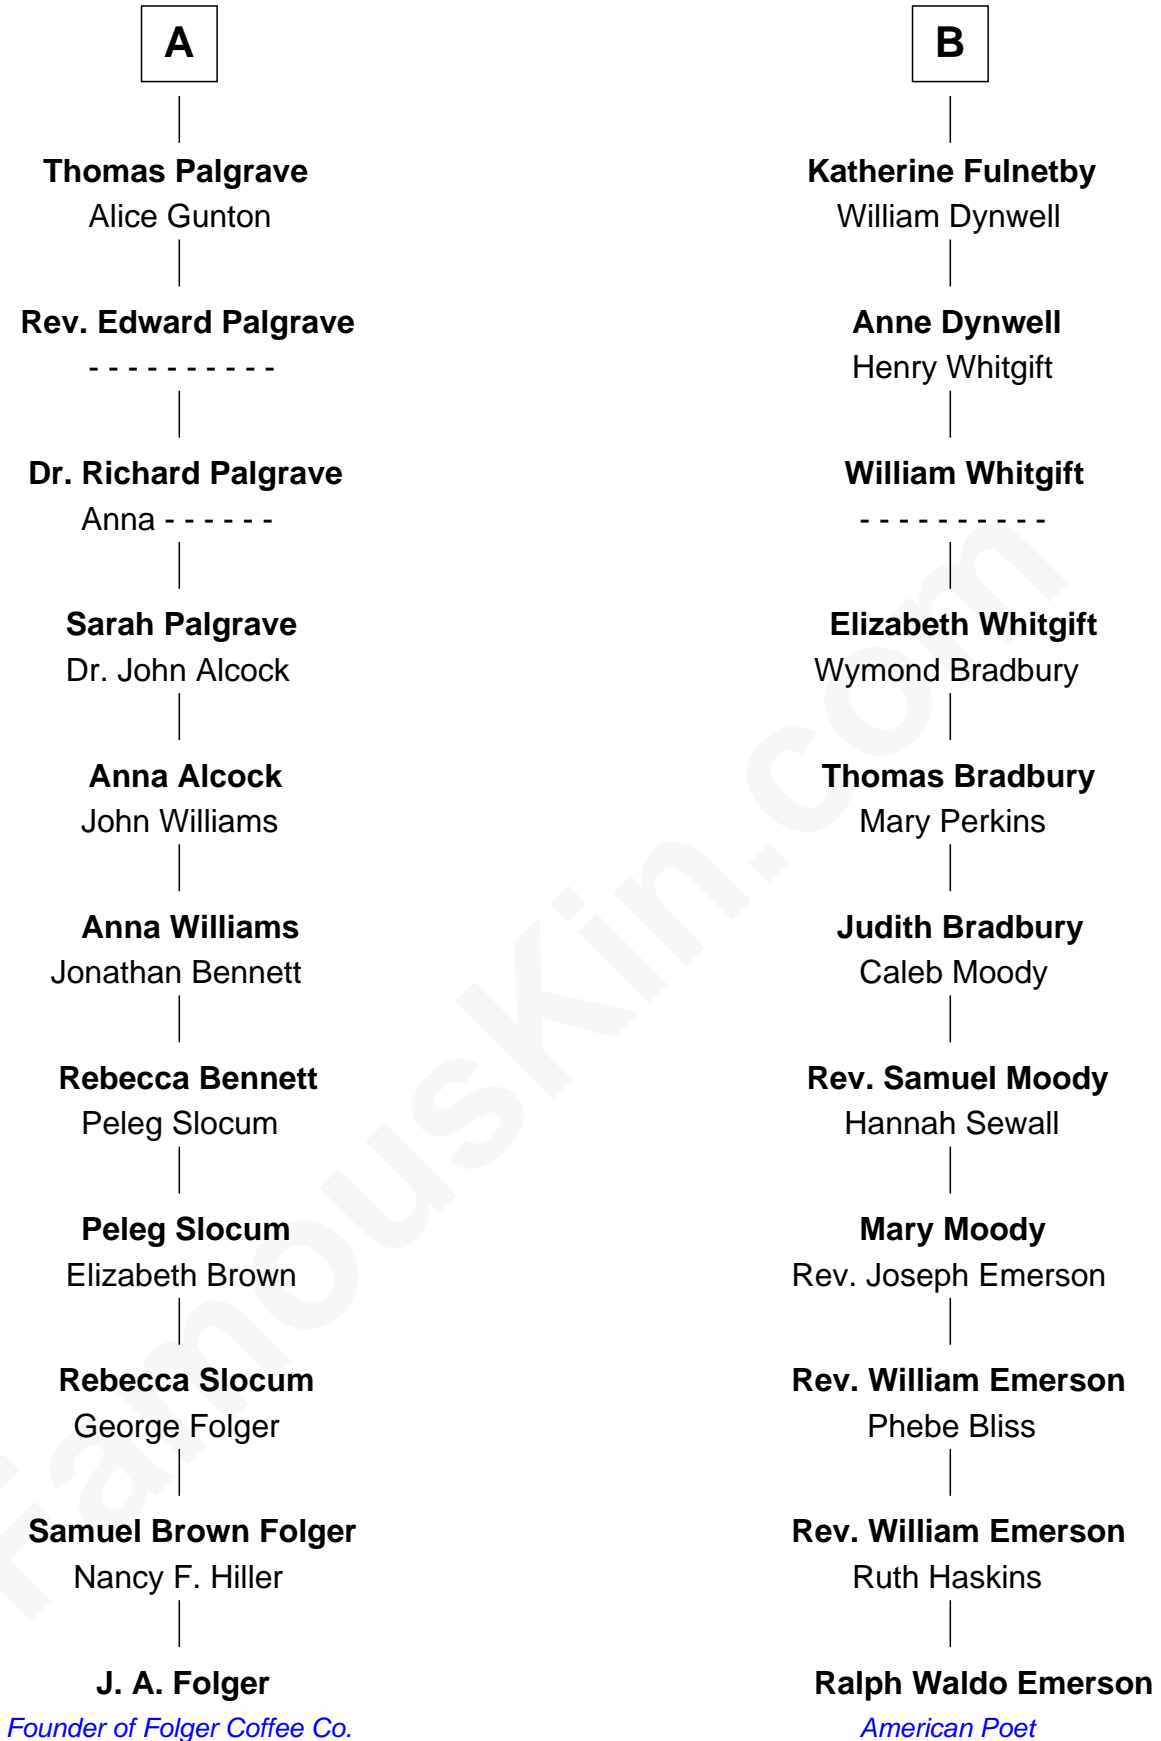 A
Thomas Palgrave
Alice Gunton
Rev. Edward Palgrave
- - - - - - - - - -
Dr. Richard Palgrave
Anna - - - - - -
Sarah Palgrave
Dr. John Alcock
Anna Alcock
John Williams
Anna Williams
Jonathan Bennett
Rebecca Bennett
Peleg Slocum
Peleg Slocum
Elizabeth Brown
Rebecca Slocum
George Folger
Samuel Brown Folger
Nancy F. Hiller
J. A. Folger
Founder of Folger Coffee Co.
B
Katherine Fulnetby
William Dynwell
Anne Dynwell
Henry Whitgift
William Whitgift
- - - - - - - - - -
Elizabeth Whitgift
Wymond Bradbury
Thomas Bradbury
Mary Perkins
Judith Bradbury
Caleb Moody
Rev. Samuel Moody
Hannah Sewall
Mary Moody
Rev. Joseph Emerson
Rev. William Emerson
Phebe Bliss
Rev. William Emerson
Ruth Haskins
Ralph Waldo Emerson
American Poet
FamousKin.com